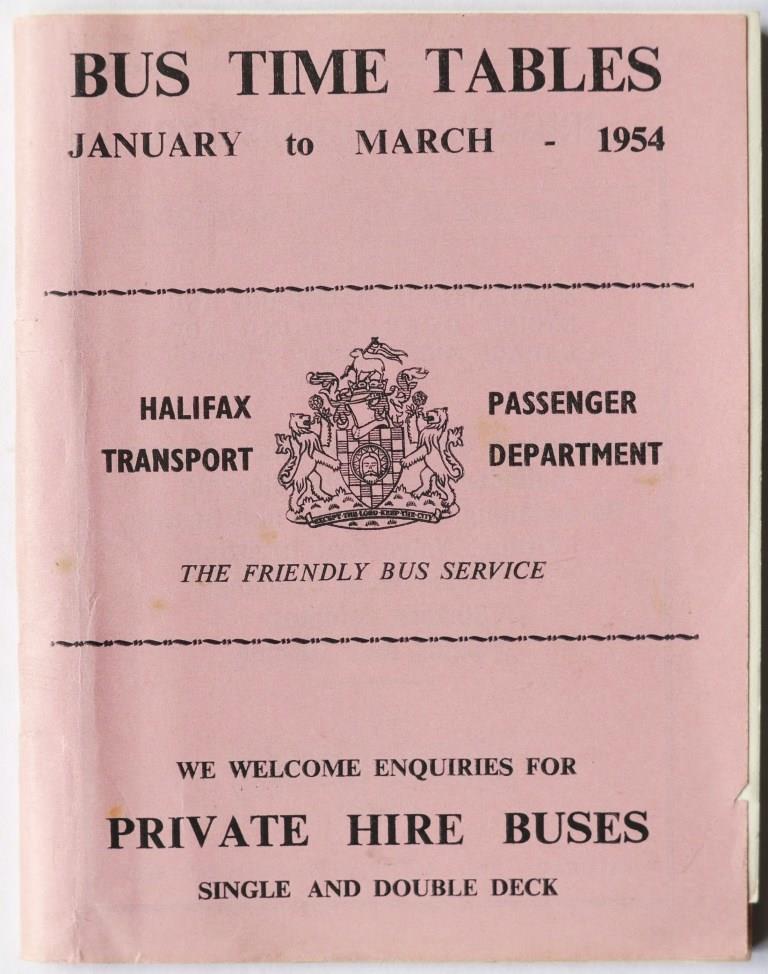 BUS TIME TABLES
JANUARY to MARCH - 1954
HALIFAX PASSENGER
TRANSPORT DEPARTMENT
EXCEPT THE LORD KEEP THE CITY
THE FRIENDLY BUS SERVICE
WE WELCOME ENQUIRIES FOR
PRIVATE HIRE BUSES
SINGLE AND DOUBLE DECK